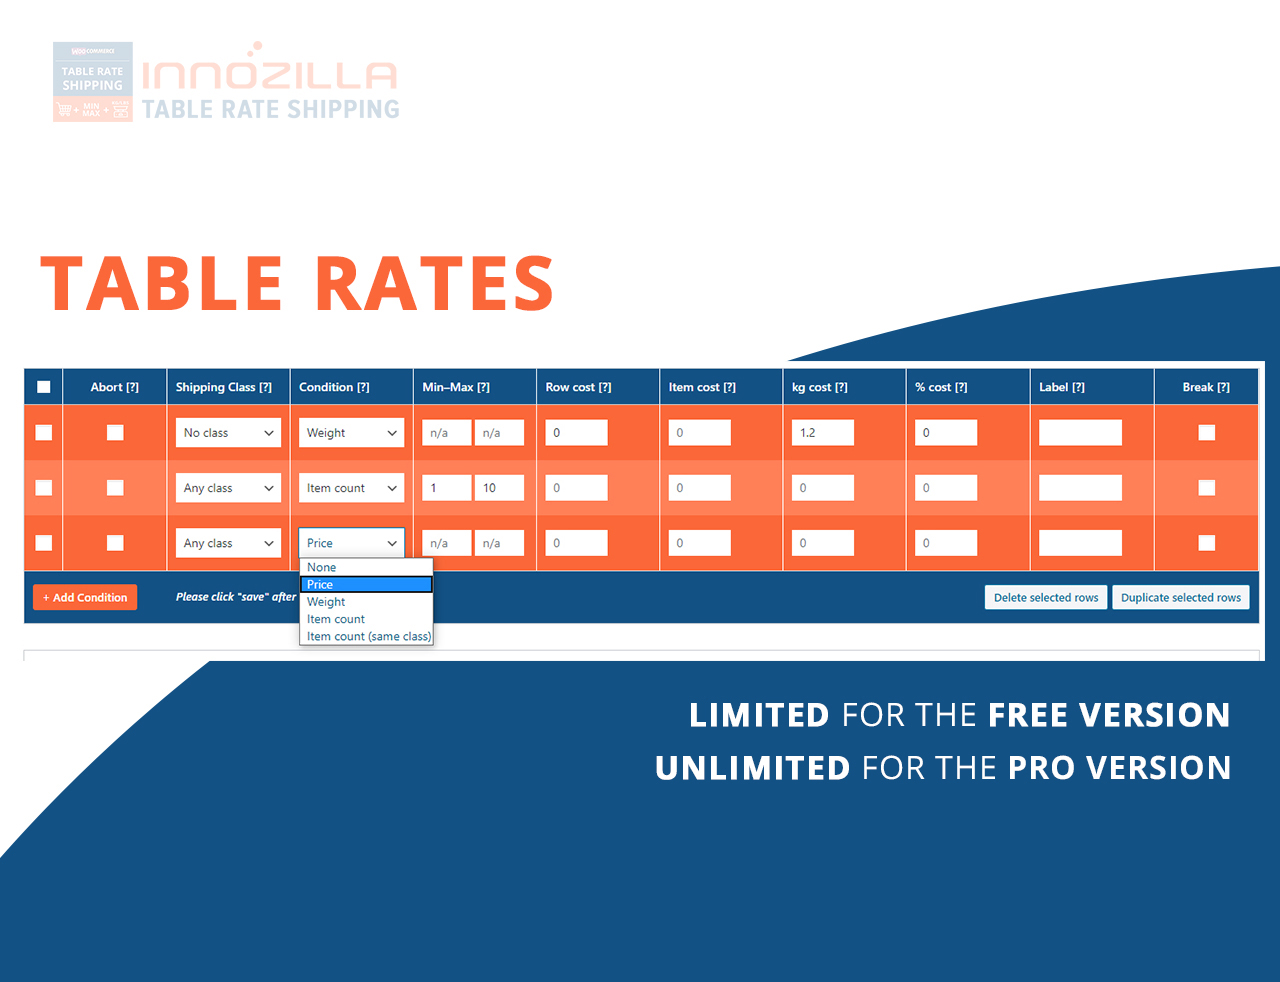 WOOCOMMERCE
TABLE RATE
SHIPPING
+ MIN MAX +
INNOZILLA
TABLE RATE SHIPPING
TABLE RATES
Abort [?] Shipping Class [?] Condition [?] Min–Max [?] Row cost [?] Item cost [?] kg cost [?] % cost [?] Label [?] Break [?]
No class Weight n/a n/a 0 0 1.2 0
Any class Item count 1 10 0 0 0 0
Any class Price n/a n/a 0 0 0 0
None
Price
Weight
Item count
Item count (same class)
+ Add Condition Please click "save" after Delete selected rows Duplicate selected rows
LIMITED FOR THE FREE VERSION
UNLIMITED FOR THE PRO VERSION